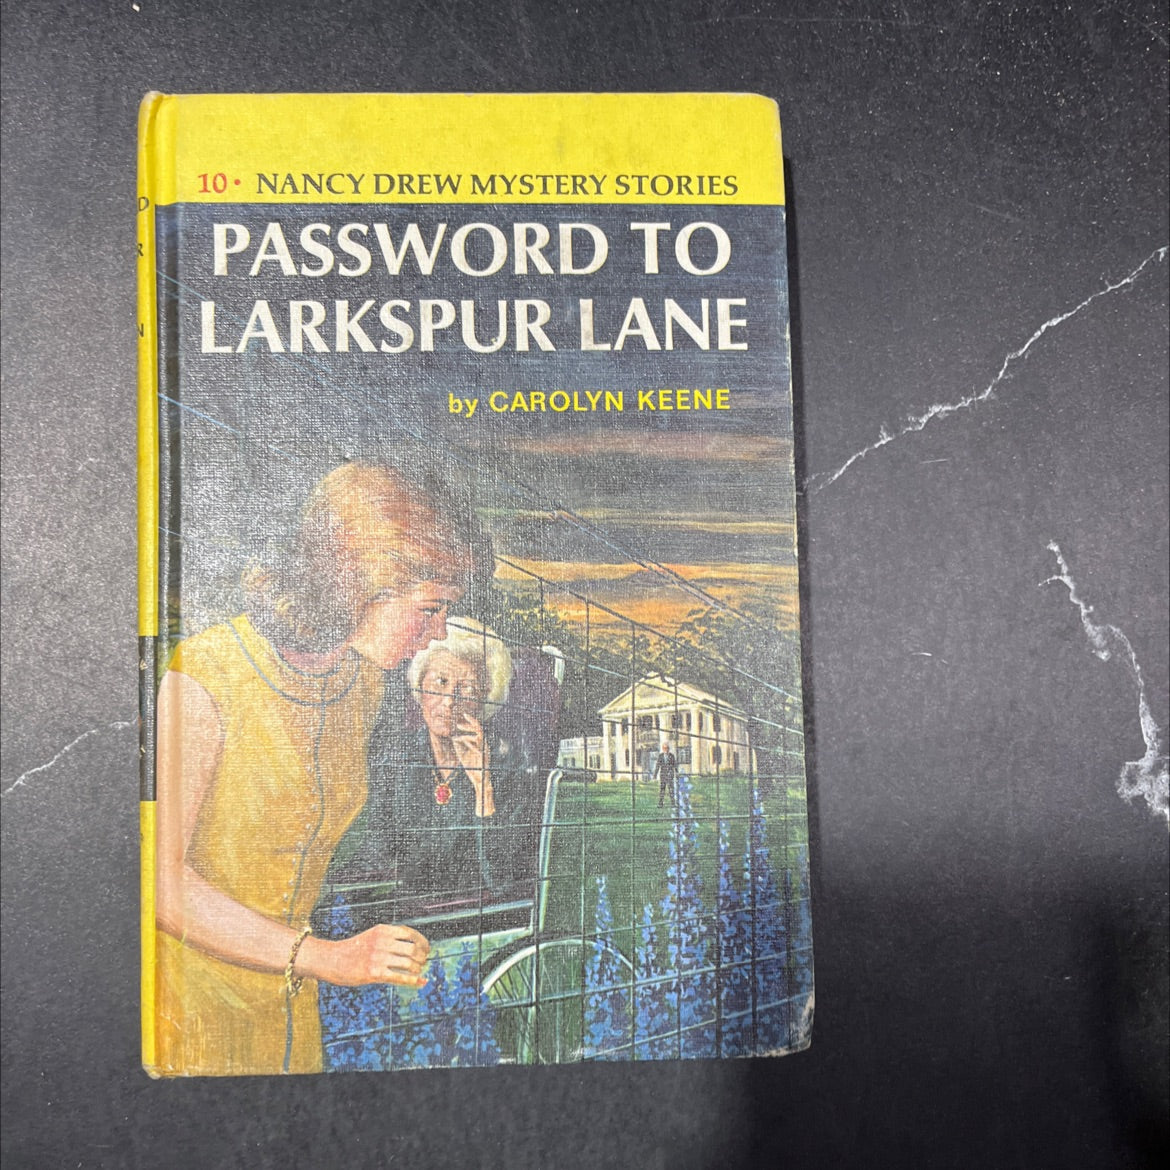 10 • NANCY DREW MYSTERY STORIES
PASSWORD TO
LARKSPUR LANE
by CAROLYN KEENE